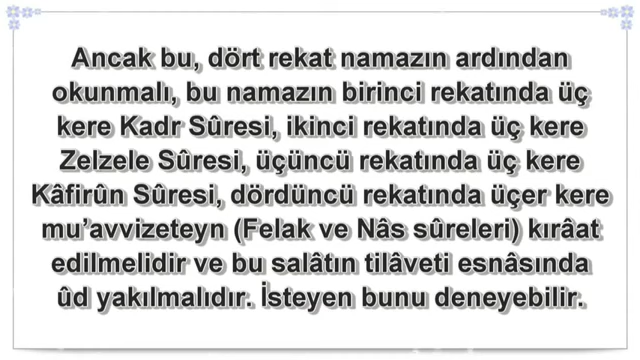 Ancak bu, dört rekat namazın ardından
okunmalı, bu namazın birinci rekatında üç
kere Kadr Sûresi, ikinci rekatında üç kere
Zelzele Sûresi, üçüncü rekatında üç kere
Kâfirûn Sûresi, dördüncü rekatında üçer kere
mu’avvizeteyn (Felak ve Nâs sûreleri) kırâat
edilmelidir ve bu salâtın tilâveti esnâsında
ûd yakılmalıdır. İsteyen bunu deneyebilir.